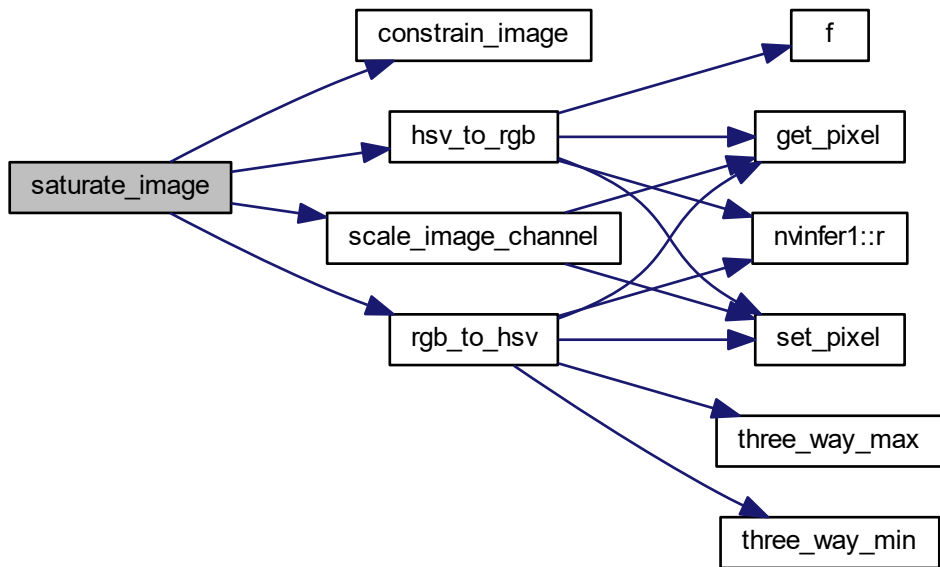 constrain_image
f
hsv_to_rgb
get_pixel
saturate_image
scale_image_channel
nvinfer1::r
rgb_to_hsv
set_pixel
three_way_max
three_way_min